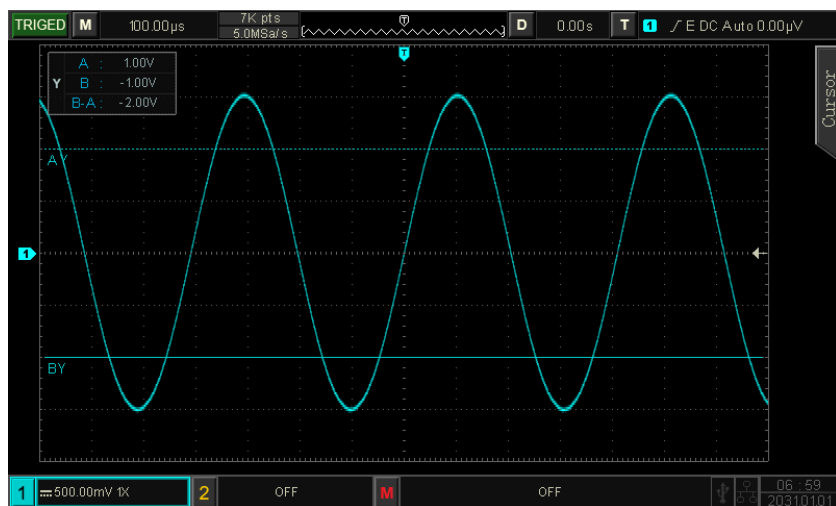 TRIGED M 100.00µs 7K pts T D 0.00s T 1 E DC Auto 0.00µV
5.0MSa/s
T
A : 1.00V
Y B : -1.00V
B-A : -2.00V
Cursor
AY
1
BY
1 500.00mV 1X 2 OFF M OFF 06:59
20310101